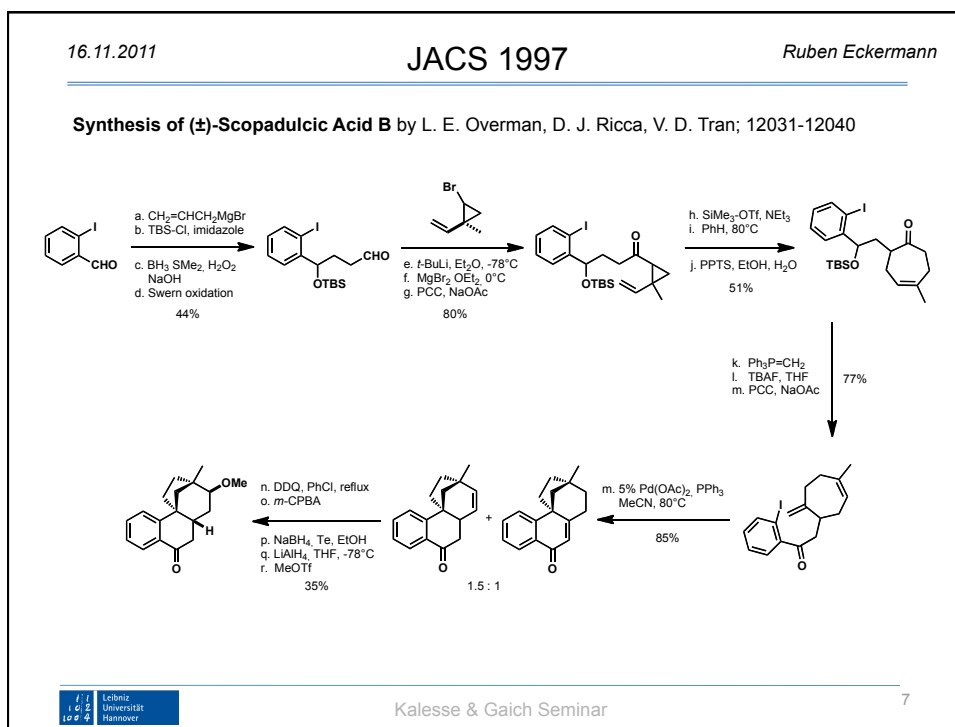 16.11.2011
JACS 1997
Ruben Eckermann
Synthesis of (±)-Scopadulcic Acid B by L. E. Overman, D. J. Ricca, V. D. Tran; 12031-12040
I
CHO
a. CH₂=CHCH₂MgBr
b. TBS-Cl, imidazole
c. BH₃ SMe₂, H₂O₂
NaOH
d. Swern oxidation
44%
I
CHO
OTBS
Br
e. t-BuLi, Et₂O, -78°C
f. MgBr₂ OEt₂, 0°C
g. PCC, NaOAc
80%
I
O
OTBS
h. SiMe₃-OTf, NEt₃
i. PhH, 80°C
j. PPTS, EtOH, H₂O
51%
I
O
TBSO
k. Ph₃P=CH₂
l. TBAF, THF
m. PCC, NaOAc
77%
I
O
m. 5% Pd(OAc)₂, PPh₃
MeCN, 80°C
85%
O
+
O
1.5 : 1
n. DDQ, PhCl, reflux
o. m-CPBA
p. NaBH₄, Te, EtOH
q. LiAlH₄, THF, -78°C
r. MeOTf
35%
OMe
H
O
Leibniz
Universität
Hannover
Kalesse & Gaich Seminar
7